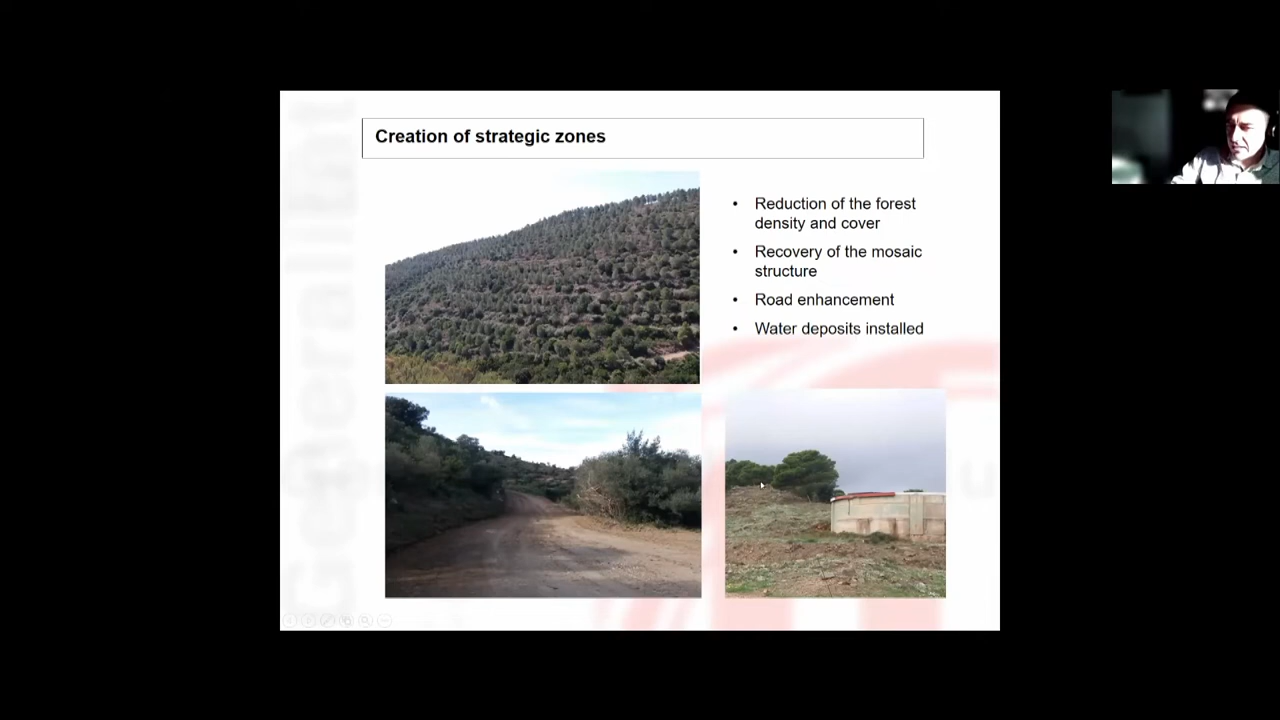 Creation of strategic zones
• Reduction of the forest
density and cover
• Recovery of the mosaic
structure
• Road enhancement
• Water deposits installed